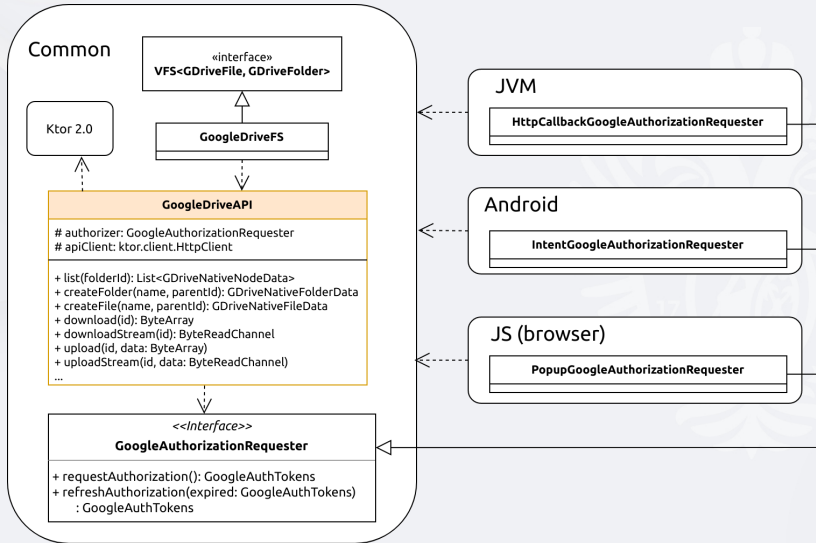 Common
«interface»
VFS<GDriveFile, GDriveFolder>
Ktor 2.0
GoogleDriveFS
GoogleDriveAPI
# authorizer: GoogleAuthorizationRequester
# apiClient: ktor.client.HttpClient
+ list(folderId): List<GDriveNativeNodeData>
+ createFolder(name, parentId): GDriveNativeFolderData
+ createFile(name, parentId): GDriveNativeFileData
+ download(id): ByteArray
+ downloadStream(id): ByteReadChannel
+ upload(id, data: ByteArray)
+ uploadStream(id, data: ByteReadChannel)
...
<<Interface>>
GoogleAuthorizationRequester
+ requestAuthorization(): GoogleAuthTokens
+ refreshAuthorization(expired: GoogleAuthTokens)
: GoogleAuthTokens
JVM
HttpCallbackGoogleAuthorizationRequester
Android
IntentGoogleAuthorizationRequester
JS (browser)
PopupGoogleAuthorizationRequester